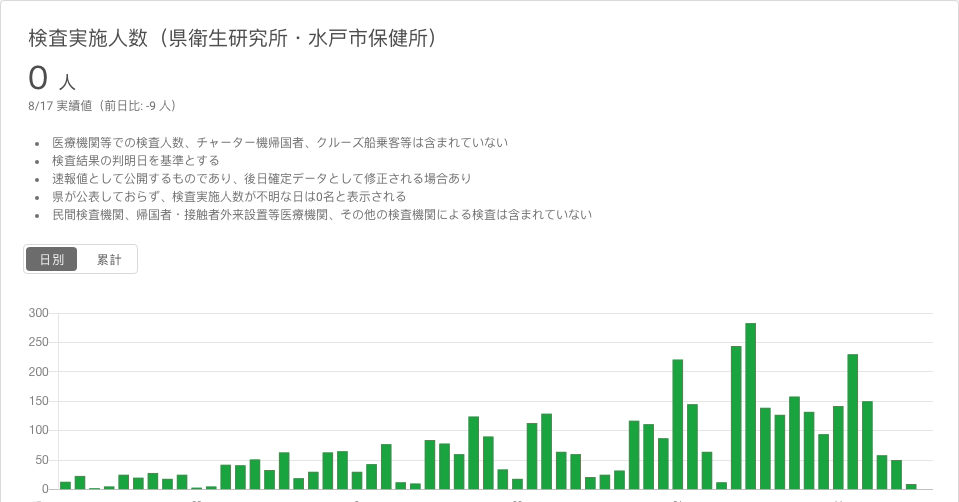 検査実施人数（県衛生研究所・水戸市保健所）
0 人
8/17 実績値（前日比: -9 人）
医療機関等での検査人数、チャーター機帰国者、クルーズ船乗客等は含まれていない
検査結果の判明日を基準とする
速報値として公開するものであり、後日確定データとして修正される場合あり
県が公表しておらず、検査実施人数が不明な日は0名と表示される
民間検査機関、帰国者・接触者外来設置等医療機関、その他の検査機関による検査は含まれていない
日別 累計
300
250
200
150
100
50
0